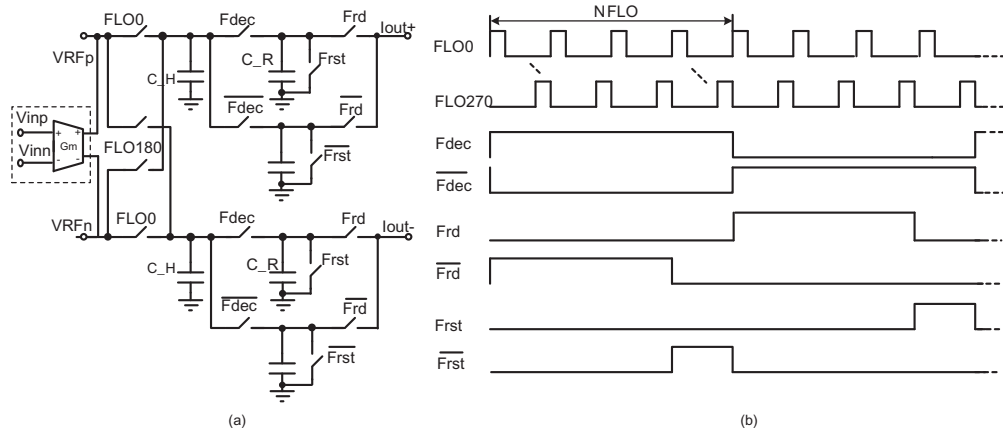 FLO0 Fdec Frd Iout+
VRFp
C_H C_R Frst
Fdec Frd
Vinp
Vinn
+ + Gm - -
FLO180
Frst
VRFn FLO0 Fdec Frd Iout-
C_H C_R Frst
Fdec Frd
Frst
(a)
NFLO
FLO0
FLO270
Fdec
Fdec
Frd
Frd
Frst
Frst
(b)